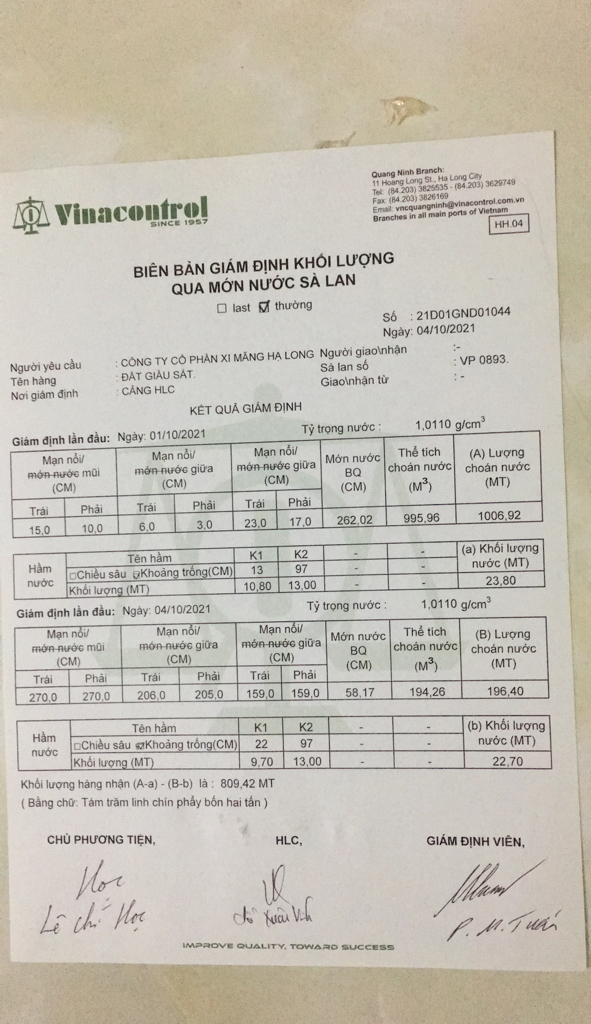 Vinacontrol
SINCE 1957
Quang Ninh Branch:
11 Hoang Long St., Ha Long City
Tel: (84.203) 3825535 - (84.203) 3629749
Fax: (84.203) 3826169
Email: vncquangninh@vinacontrol.com.vn
Branches in all main ports of Vietnam
HH.04
BIÊN BẢN GIÁM ĐỊNH KHỐI LƯỢNG
QUA MỚN NƯỚC SÀ LAN
☐ last ☑ thường
Số : 21D01GND01044
Ngày: 04/10/2021
Người yêu cầu : CÔNG TY CỔ PHẦN XI MĂNG HẠ LONG Người giao\nhận :-
Tên hàng : ĐẤT GIÀU SẮT. Sà lan số : VP 0893.
Nơi giám định : CẢNG HLC Giao\nhận từ : -
KẾT QUẢ GIÁM ĐỊNH
Giám định lần đầu: Ngày: 01/10/2021 Tỷ trọng nước : 1,0110 g/cm³
Mạn nổi/ Mạn nổi/ Mạn nổi/ Mớn nước Thể tích (A) Lượng
mớn nước mũi mớn nước giữa mớn nước giữa BQ choán nước choán nước
(CM) (CM) (CM) (CM) (M³) (MT)
Trái Phải Trái Phải Trái Phải
15,0 10,0 6,0 3,0 23,0 17,0 262,02 995,96 1006,92
Hầm nước Tên hầm K1 K2 - - (a) Khối lượng nước (MT)
☐Chiều sâu ☑Khoảng trống(CM) 13 97 - -
Khối lượng (MT) 10,80 13,00 - - 23,80
Giám định lần đầu: Ngày: 04/10/2021 Tỷ trọng nước : 1,0110 g/cm³
Mạn nổi/ Mạn nổi/ Mạn nổi/ Mớn nước Thể tích (B) Lượng
mớn nước mũi mớn nước giữa mớn nước giữa BQ choán nước choán nước
(CM) (CM) (CM) (CM) (M³) (MT)
Trái Phải Trái Phải Trái Phải
270,0 270,0 206,0 205,0 159,0 159,0 58,17 194,26 196,40
Hầm nước Tên hầm K1 K2 - - (b) Khối lượng nước (MT)
☐Chiều sâu ☑Khoảng trống(CM) 22 97 - -
Khối lượng (MT) 9,70 13,00 - - 22,70
Khối lượng hàng nhận (A-a) - (B-b) là : 809,42 MT
( Bằng chữ: Tám trăm linh chín phẩy bốn hai tấn )
CHỦ PHƯƠNG TIỆN, HLC, GIÁM ĐỊNH VIÊN,
Học
Lê chí Học
P. M. Tuấn
IMPROVE QUALITY, TOWARD SUCCESS